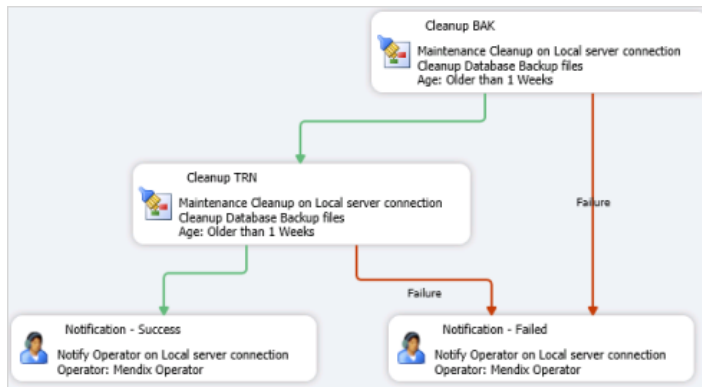 Cleanup BAK
Maintenance Cleanup on Local server connection
Cleanup Database Backup files
Age: Older than 1 Weeks
Cleanup TRN
Maintenance Cleanup on Local server connection
Cleanup Database Backup files
Age: Older than 1 Weeks
Failure
Failure
Notification - Success
Notify Operator on Local server connection
Operator: Mendix Operator
Notification - Failed
Notify Operator on Local server connection
Operator: Mendix Operator